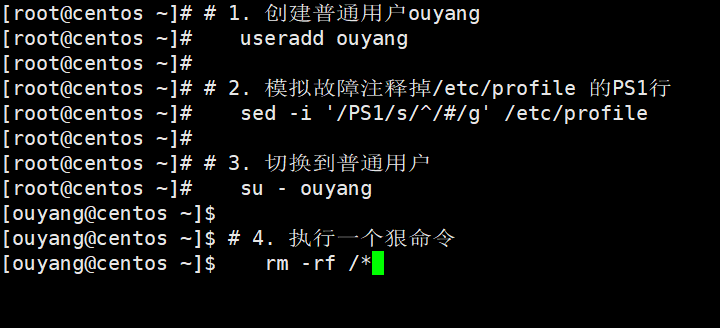 [root@centos ~]# # 1. 创建普通用户ouyang
[root@centos ~]#    useradd ouyang
[root@centos ~]#
[root@centos ~]# # 2. 模拟故障注释掉/etc/profile 的PS1行
[root@centos ~]#    sed -i '/PS1/s/^/#/g' /etc/profile
[root@centos ~]#
[root@centos ~]# # 3. 切换到普通用户
[root@centos ~]#    su - ouyang
[ouyang@centos ~]$
[ouyang@centos ~]$ # 4. 执行一个狠命令
[ouyang@centos ~]$    rm -rf /*